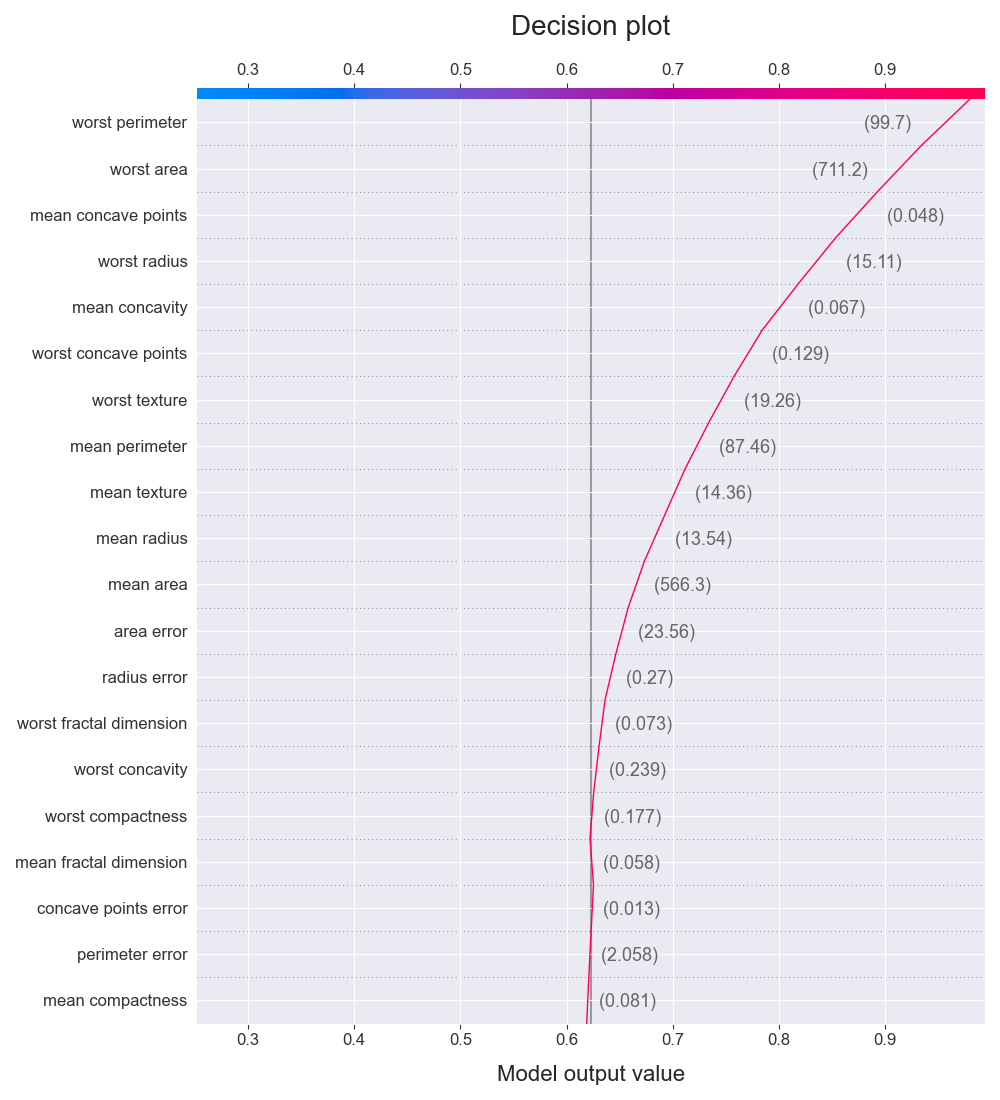 Decision plot
0.3 0.4 0.5 0.6 0.7 0.8 0.9
worst perimeter (99.7)
worst area (711.2)
mean concave points (0.048)
worst radius (15.11)
mean concavity (0.067)
worst concave points (0.129)
worst texture (19.26)
mean perimeter (87.46)
mean texture (14.36)
mean radius (13.54)
mean area (566.3)
area error (23.56)
radius error (0.27)
worst fractal dimension (0.073)
worst concavity (0.239)
worst compactness (0.177)
mean fractal dimension (0.058)
concave points error (0.013)
perimeter error (2.058)
mean compactness (0.081)
0.3 0.4 0.5 0.6 0.7 0.8 0.9
Model output value